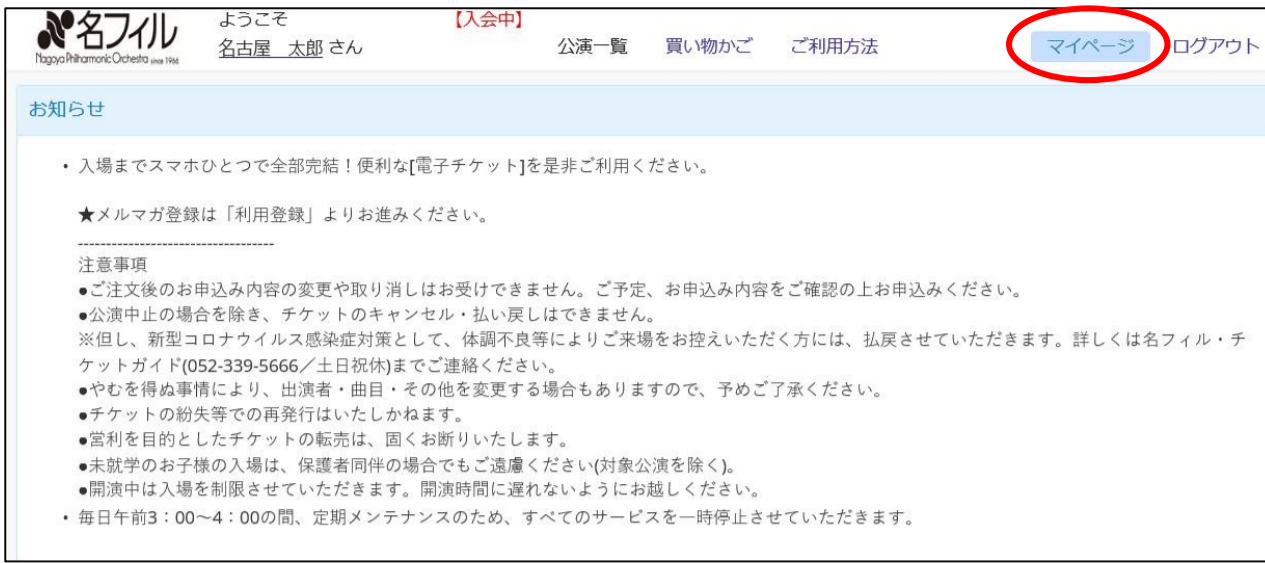 名フィル
Nagoya Philharmonic Orchestra since 1966
ようこそ
【入会中】
名古屋 太郎 さん
公演一覧 買い物かご ご利用方法 マイページ ログアウト
お知らせ
・ 入場までスマホひとつで全部完結！便利な[電子チケット]を是非ご利用ください。
★メルマガ登録は「利用登録」よりお進みください。
-----------------------------------
注意事項
●ご注文後のお申込み内容の変更や取り消しはお受けできません。ご予定、お申込み内容をご確認の上お申込みください。
●公演中止の場合を除き、チケットのキャンセル・払い戻しはできません。
※但し、新型コロナウイルス感染症対策として、体調不良等によりご来場をお控えいただく方には、払戻させていただきます。詳しくは名フィル・チ
ケットガイド(052-339-5666／土日祝休)までご連絡ください。
●やむを得ぬ事情により、出演者・曲目・その他を変更する場合もありますので、予めご了承ください。
●チケットの紛失等での再発行はいたしかねます。
●営利を目的としたチケットの転売は、固くお断りいたします。
●未就学のお子様の入場は、保護者同伴の場合でもご遠慮ください(対象公演を除く)。
●開演中は入場を制限させていただきます。開演時間に遅れないようにお越しください。
・ 毎日午前3：00～4：00の間、定期メンテナンスのため、すべてのサービスを一時停止させていただきます。